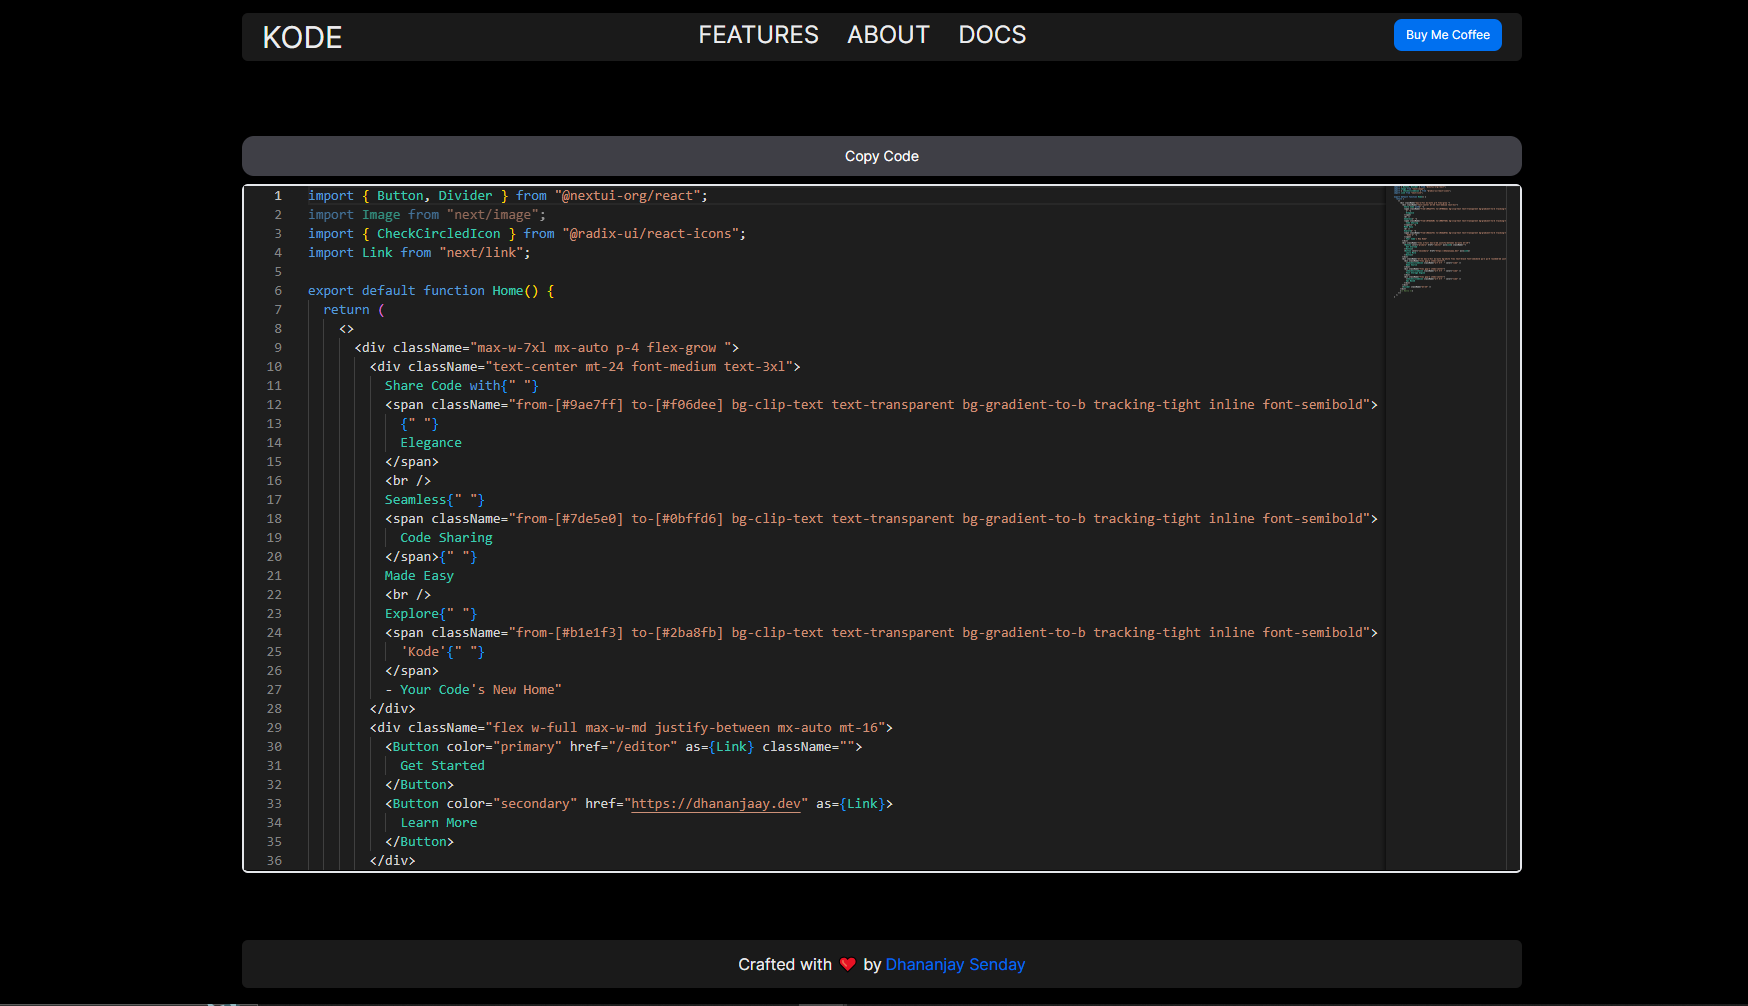 KODE
FEATURES ABOUT DOCS
Buy Me Coffee
Copy Code
1 import { Button, Divider } from "@nextui-org/react";
2 import Image from "next/image";
3 import { CheckCircledIcon } from "@radix-ui/react-icons";
4 import Link from "next/link";
5
6 export default function Home() {
7 return (
8 <>
9 <div className="max-w-7xl mx-auto p-4 flex-grow ">
10 <div className="text-center mt-24 font-medium text-3xl">
11 Share Code with{" "}
12 <span className="from-[#9ae7ff] to-[#f06dee] bg-clip-text text-transparent bg-gradient-to-b tracking-tight inline font-semibold">
13 {" "}
14 Elegance
15 </span>
16 <br />
17 Seamless{" "}
18 <span className="from-[#7de5e0] to-[#0bffd6] bg-clip-text text-transparent bg-gradient-to-b tracking-tight inline font-semibold">
19 Code Sharing
20 </span>{" "}
21 Made Easy
22 <br />
23 Explore{" "}
24 <span className="from-[#b1e1f3] to-[#2ba8fb] bg-clip-text text-transparent bg-gradient-to-b tracking-tight inline font-semibold">
25 'Kode'{" "}
26 </span>
27 - Your Code's New Home"
28 </div>
29 <div className="flex w-full max-w-md justify-between mx-auto mt-16">
30 <Button color="primary" href="/editor" as={Link} className="">
31 Get Started
32 </Button>
33 <Button color="secondary" href="https://dhananjaay.dev" as={Link}>
34 Learn More
35 </Button>
36 </div>
Crafted with ❤️ by Dhananjay Senday